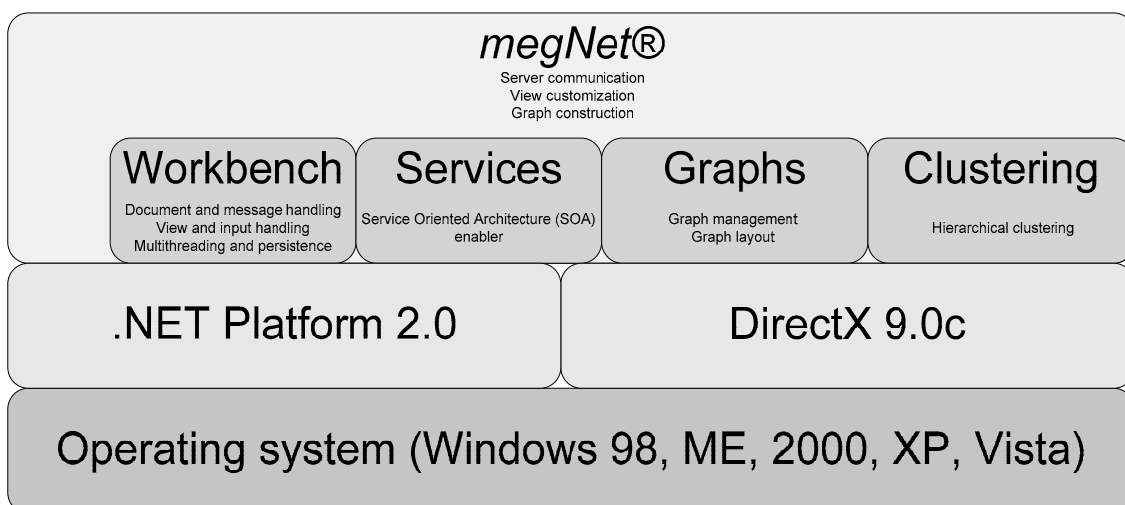 megNet®
Server communication
View customization
Graph construction
Workbench
Document and message handling
View and input handling
Multithreading and persistence
Services
Service Oriented Architecture (SOA)
enabler
Graphs
Graph management
Graph layout
Clustering
Hierarchical clustering
.NET Platform 2.0
DirectX 9.0c
Operating system (Windows 98, ME, 2000, XP, Vista)